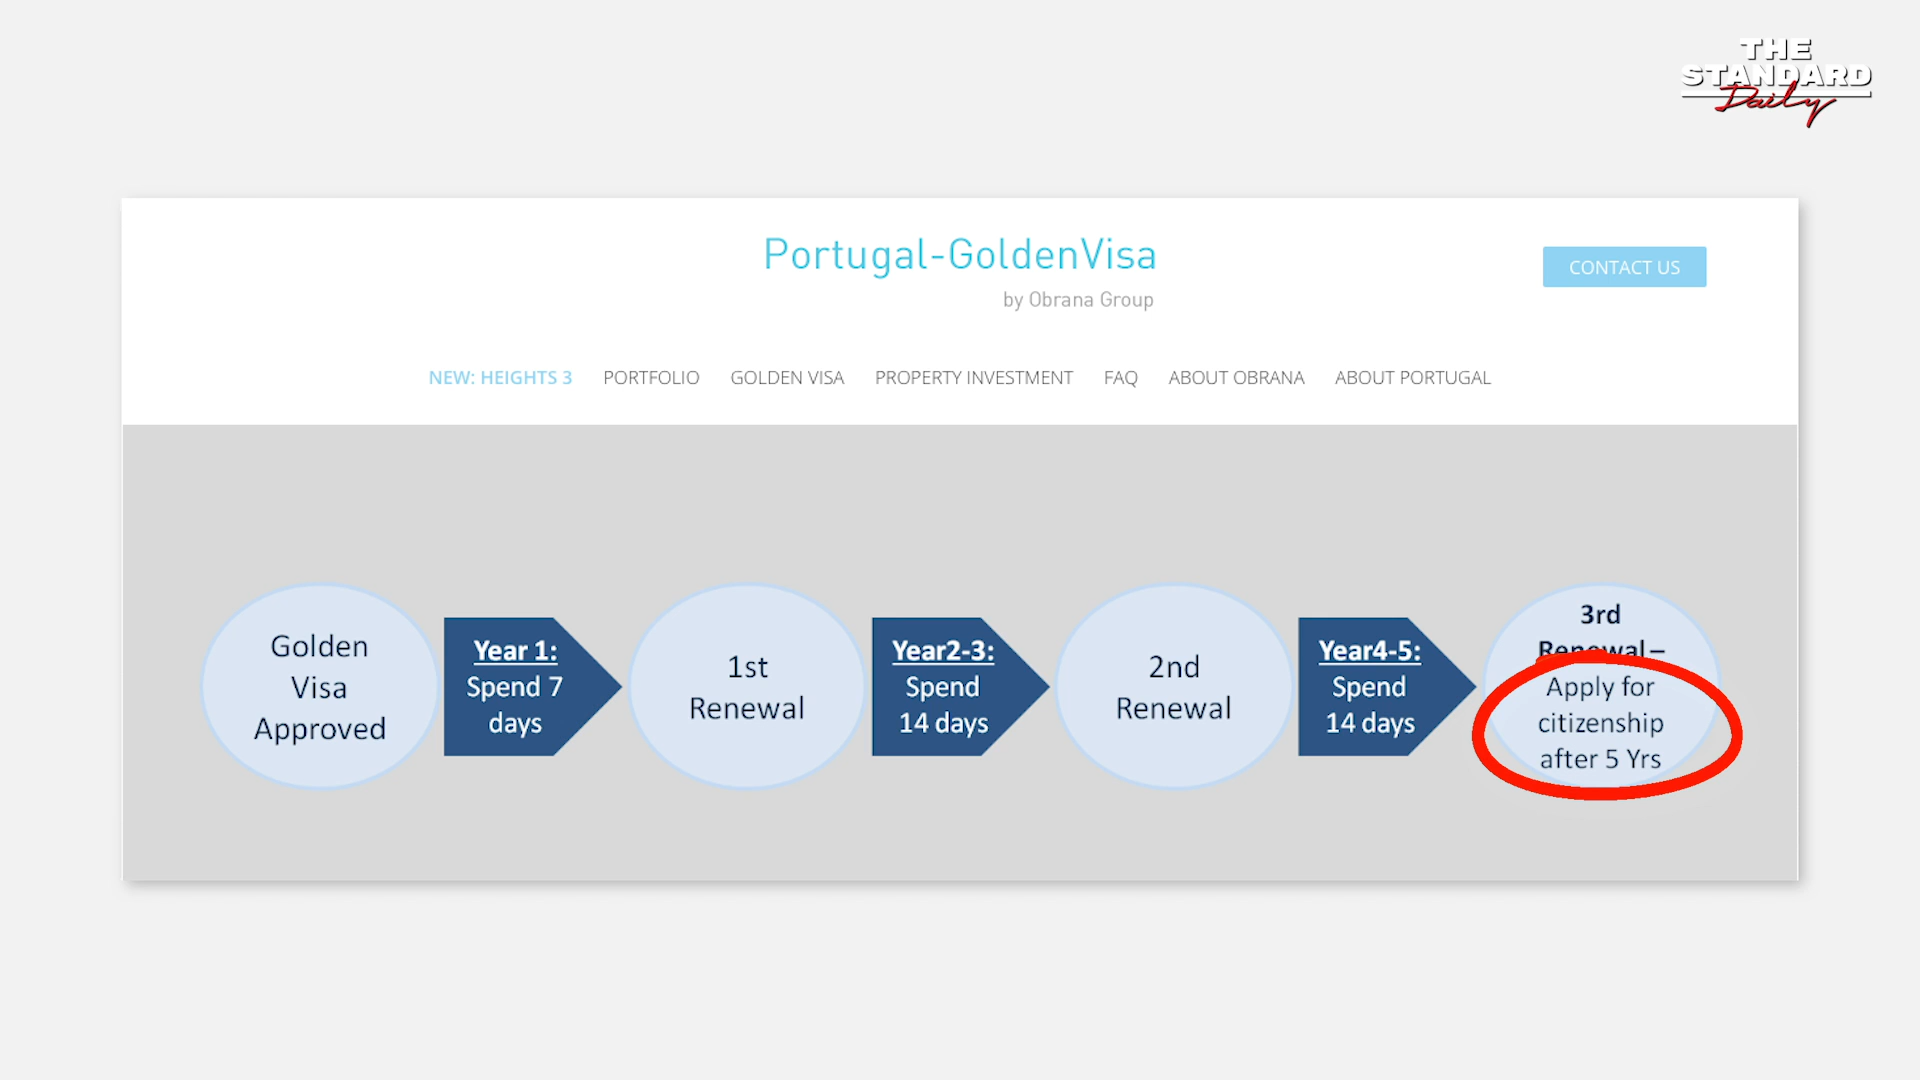 THE
STANDARD
Daily
Portugal-GoldenVisa
by Obrana Group
CONTACT US
NEW: HEIGHTS 3 PORTFOLIO GOLDEN VISA PROPERTY INVESTMENT FAQ ABOUT OBRANA ABOUT PORTUGAL
Golden
Visa
Approved
Year 1:
Spend 7
days
1st
Renewal
Year2-3:
Spend
14 days
2nd
Renewal
Year4-5:
Spend
14 days
3rd
Renewal –
Apply for
citizenship
after 5 Yrs